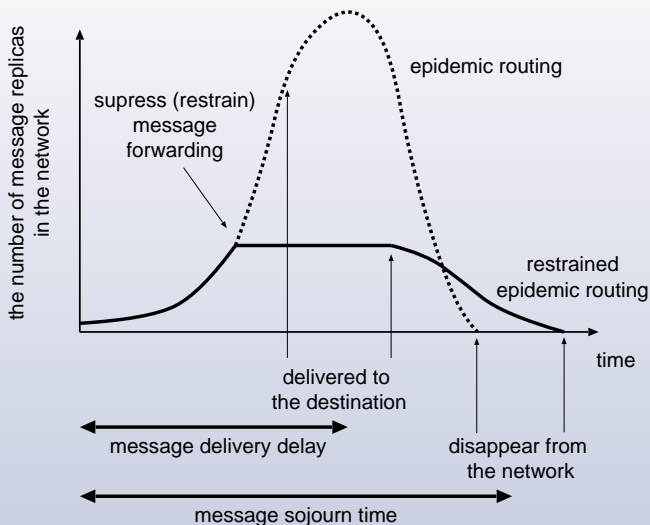 the number of message replicas
in the network
supress (restrain)
message
forwarding
epidemic routing
restrained
epidemic routing
time
delivered to
the destination
message delivery delay
disappear from
the network
message sojourn time